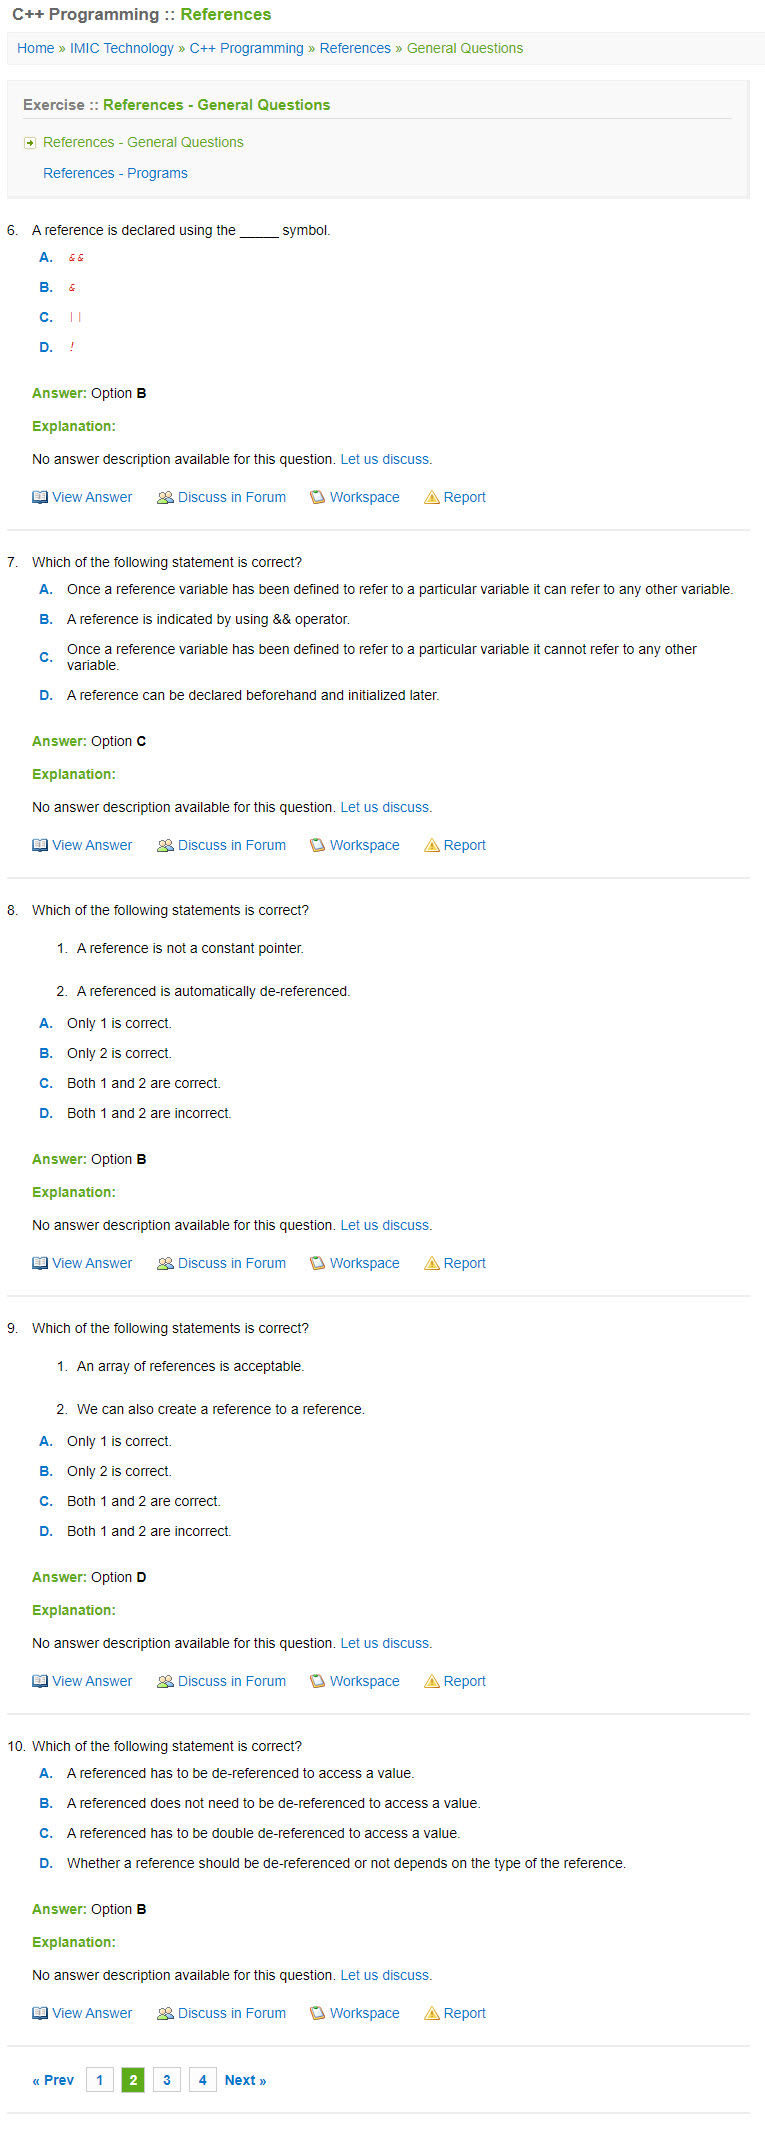 C++ Programming :: References
Home » IMIC Technology » C++ Programming » References » General Questions
Exercise :: References - General Questions
References - General Questions
References - Programs
6. A reference is declared using the _____ symbol.
A. &&
B. &
C. ||
D. !
Answer: Option B
Explanation:
No answer description available for this question. Let us discuss.
View Answer Discuss in Forum Workspace Report
7. Which of the following statement is correct?
A. Once a reference variable has been defined to refer to a particular variable it can refer to any other variable.
B. A reference is indicated by using && operator.
C. Once a reference variable has been defined to refer to a particular variable it cannot refer to any other
variable.
D. A reference can be declared beforehand and initialized later.
Answer: Option C
Explanation:
No answer description available for this question. Let us discuss.
View Answer Discuss in Forum Workspace Report
8. Which of the following statements is correct?
1. A reference is not a constant pointer.
2. A referenced is automatically de-referenced.
A. Only 1 is correct.
B. Only 2 is correct.
C. Both 1 and 2 are correct.
D. Both 1 and 2 are incorrect.
Answer: Option B
Explanation:
No answer description available for this question. Let us discuss.
View Answer Discuss in Forum Workspace Report
9. Which of the following statements is correct?
1. An array of references is acceptable.
2. We can also create a reference to a reference.
A. Only 1 is correct.
B. Only 2 is correct.
C. Both 1 and 2 are correct.
D. Both 1 and 2 are incorrect.
Answer: Option D
Explanation:
No answer description available for this question. Let us discuss.
View Answer Discuss in Forum Workspace Report
10. Which of the following statement is correct?
A. A referenced has to be de-referenced to access a value.
B. A referenced does not need to be de-referenced to access a value.
C. A referenced has to be double de-referenced to access a value.
D. Whether a reference should be de-referenced or not depends on the type of the reference.
Answer: Option B
Explanation:
No answer description available for this question. Let us discuss.
View Answer Discuss in Forum Workspace Report
« Prev 1 2 3 4 Next »